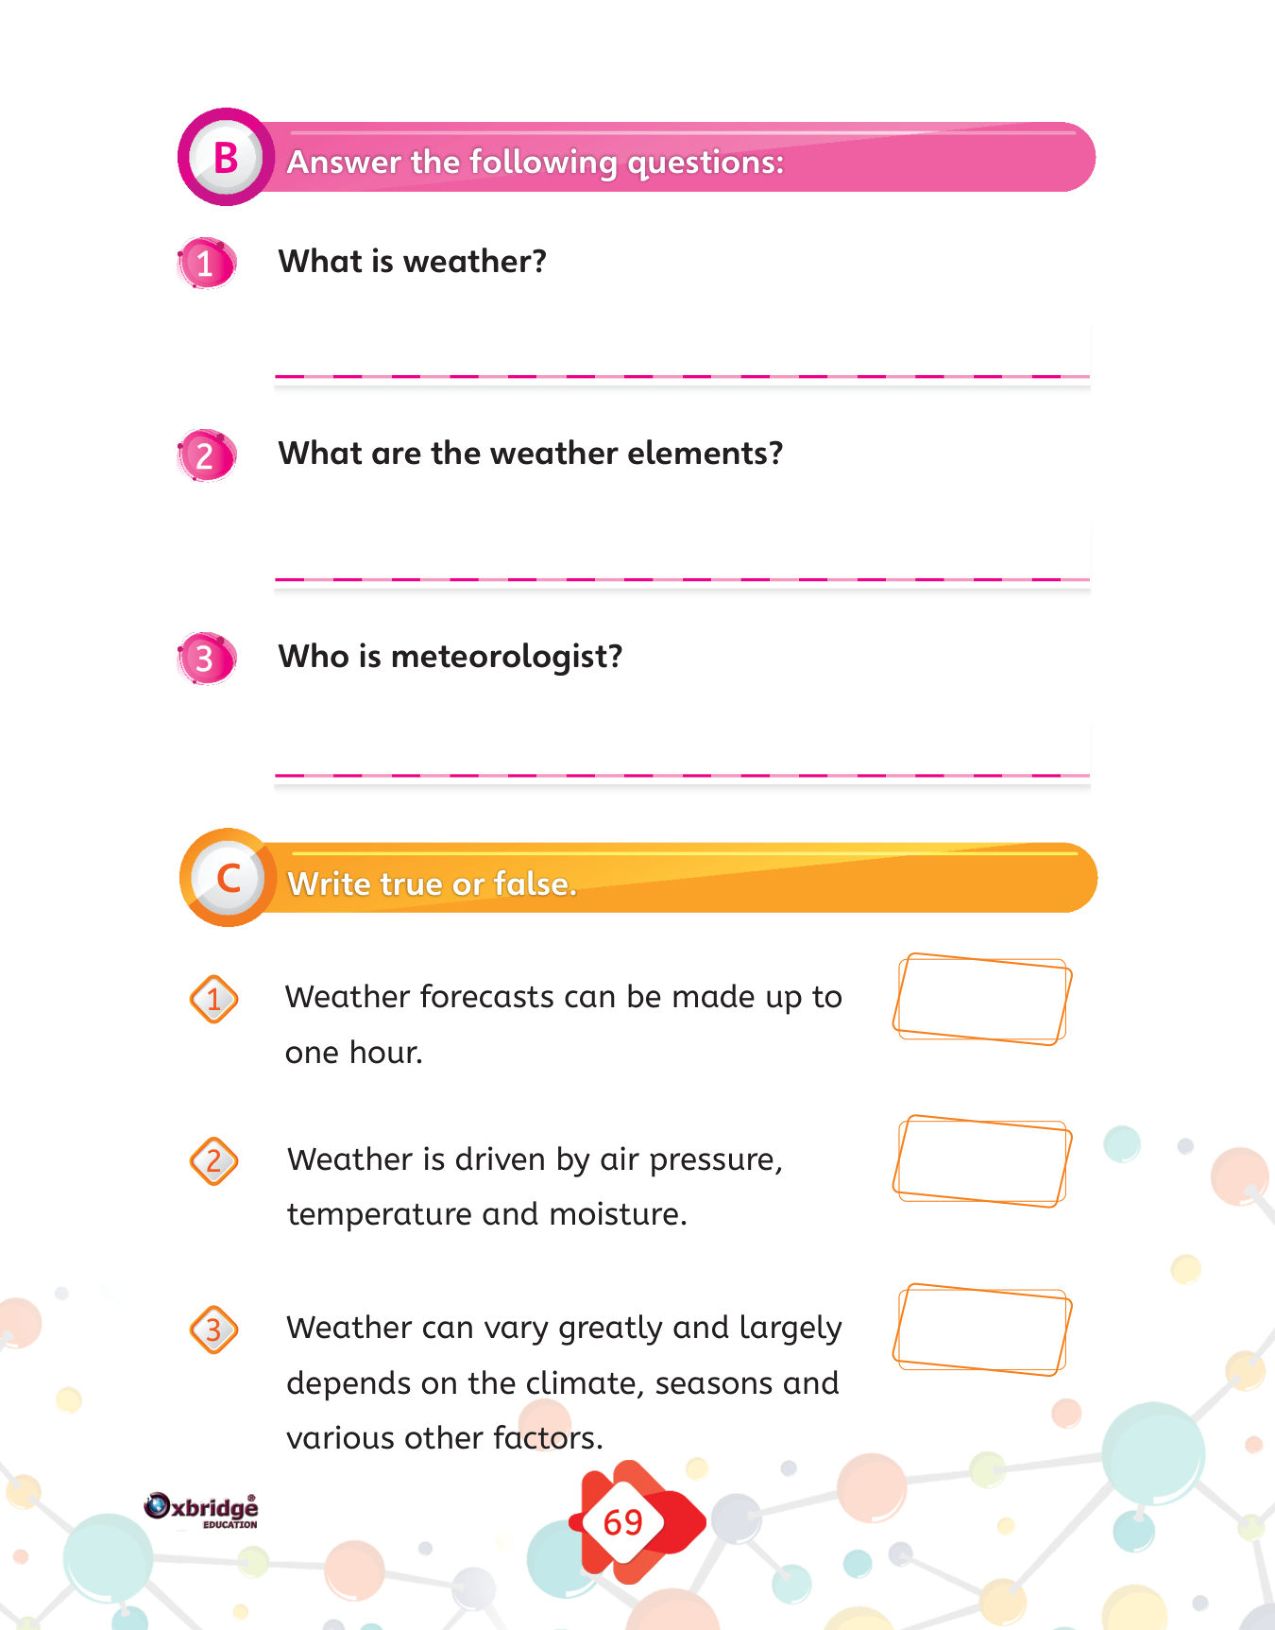 B
Answer the following questions:
1
What is weather?
2
What are the weather elements?
3
Who is meteorologist?
C
Write true or false.
1
Weather forecasts can be made up to
one hour.
2
Weather is driven by air pressure,
temperature and moisture.
3
Weather can vary greatly and largely
depends on the climate, seasons and
various other factors.
Oxbridge®
EDUCATION
69